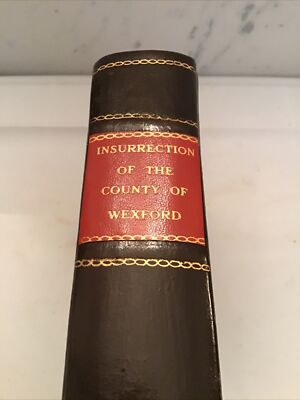 INSURRECTION
OF THE
COUNTY OF
WEXFORD